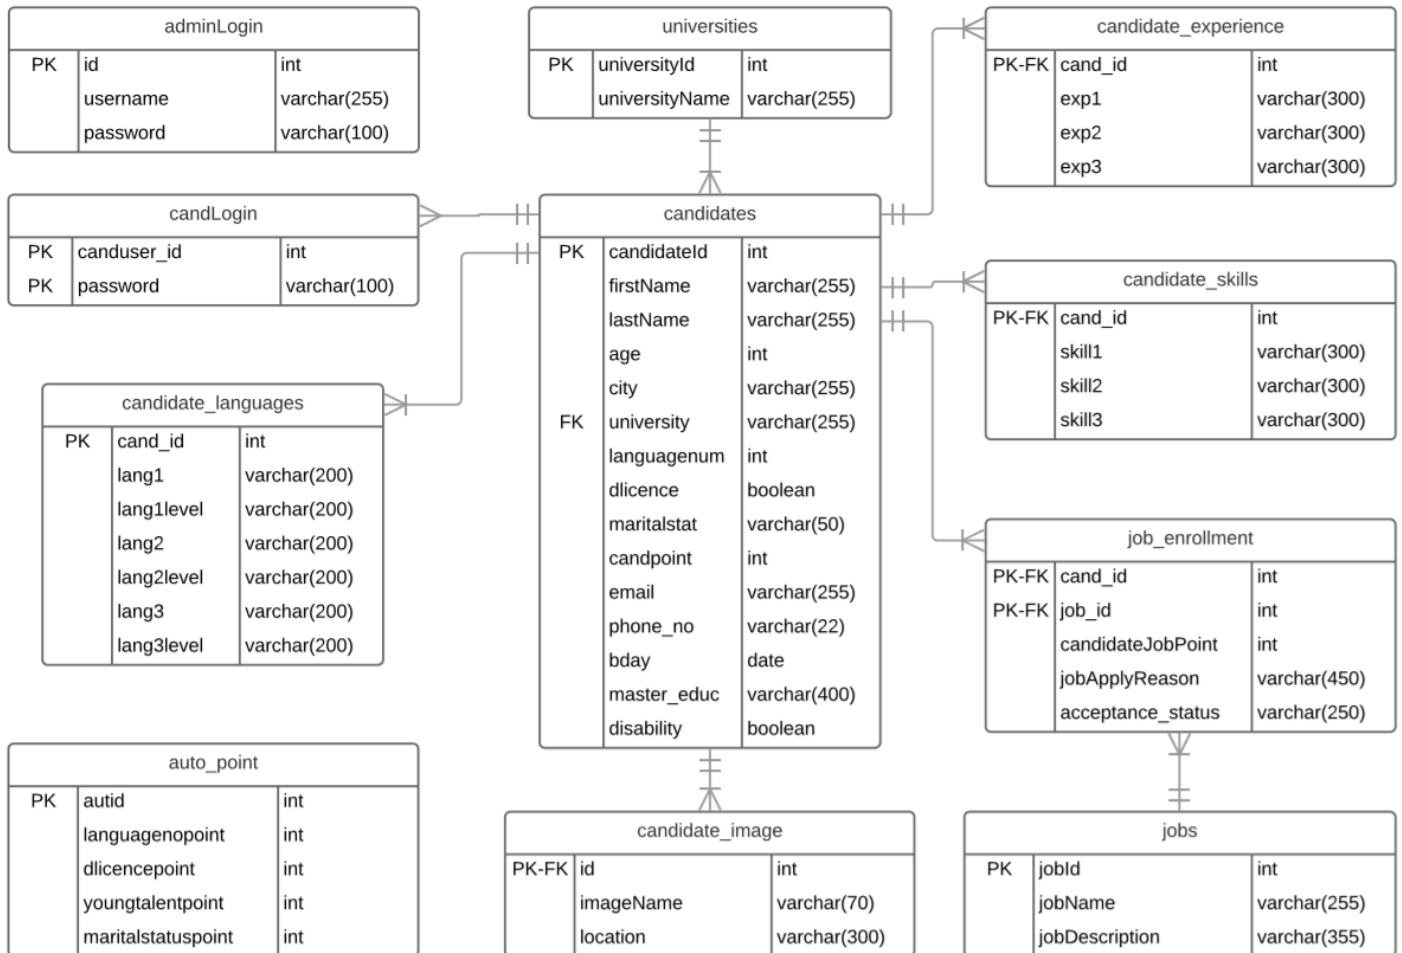 adminLogin
PK id int
username varchar(255)
password varchar(100)
universities
PK universityId int
universityName varchar(255)
candidate_experience
PK-FK cand_id int
exp1 varchar(300)
exp2 varchar(300)
exp3 varchar(300)
candLogin
PK canduser_id int
PK password varchar(100)
candidates
PK candidateId int
firstName varchar(255)
lastName varchar(255)
age int
city varchar(255)
FK university varchar(255)
languagenum int
dlicence boolean
maritalstat varchar(50)
candpoint int
email varchar(255)
phone_no varchar(22)
bday date
master_educ varchar(400)
disability boolean
candidate_skills
PK-FK cand_id int
skill1 varchar(300)
skill2 varchar(300)
skill3 varchar(300)
candidate_languages
PK cand_id int
lang1 varchar(200)
lang1level varchar(200)
lang2 varchar(200)
lang2level varchar(200)
lang3 varchar(200)
lang3level varchar(200)
job_enrollment
PK-FK cand_id int
PK-FK job_id int
candidateJobPoint int
jobApplyReason varchar(450)
acceptance_status varchar(250)
auto_point
PK autid int
languagenopoint int
dlicencepoint int
youngtalentpoint int
maritalstatuspoint int
candidate_image
PK-FK id int
imageName varchar(70)
location varchar(300)
jobs
PK jobId int
jobName varchar(255)
jobDescription varchar(355)